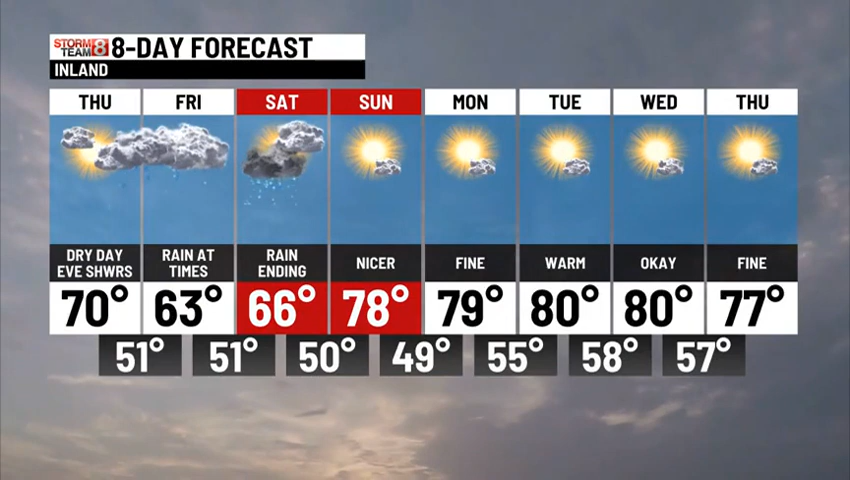 STORM TEAM 8
8-DAY FORECAST
INLAND
THU FRI SAT SUN MON TUE WED THU
DRY DAY EVE SHWRS
RAIN AT TIMES
RAIN ENDING
NICER
FINE
WARM
OKAY
FINE
70° 63° 66° 78° 79° 80° 80° 77°
51° 51° 50° 49° 55° 58° 57°